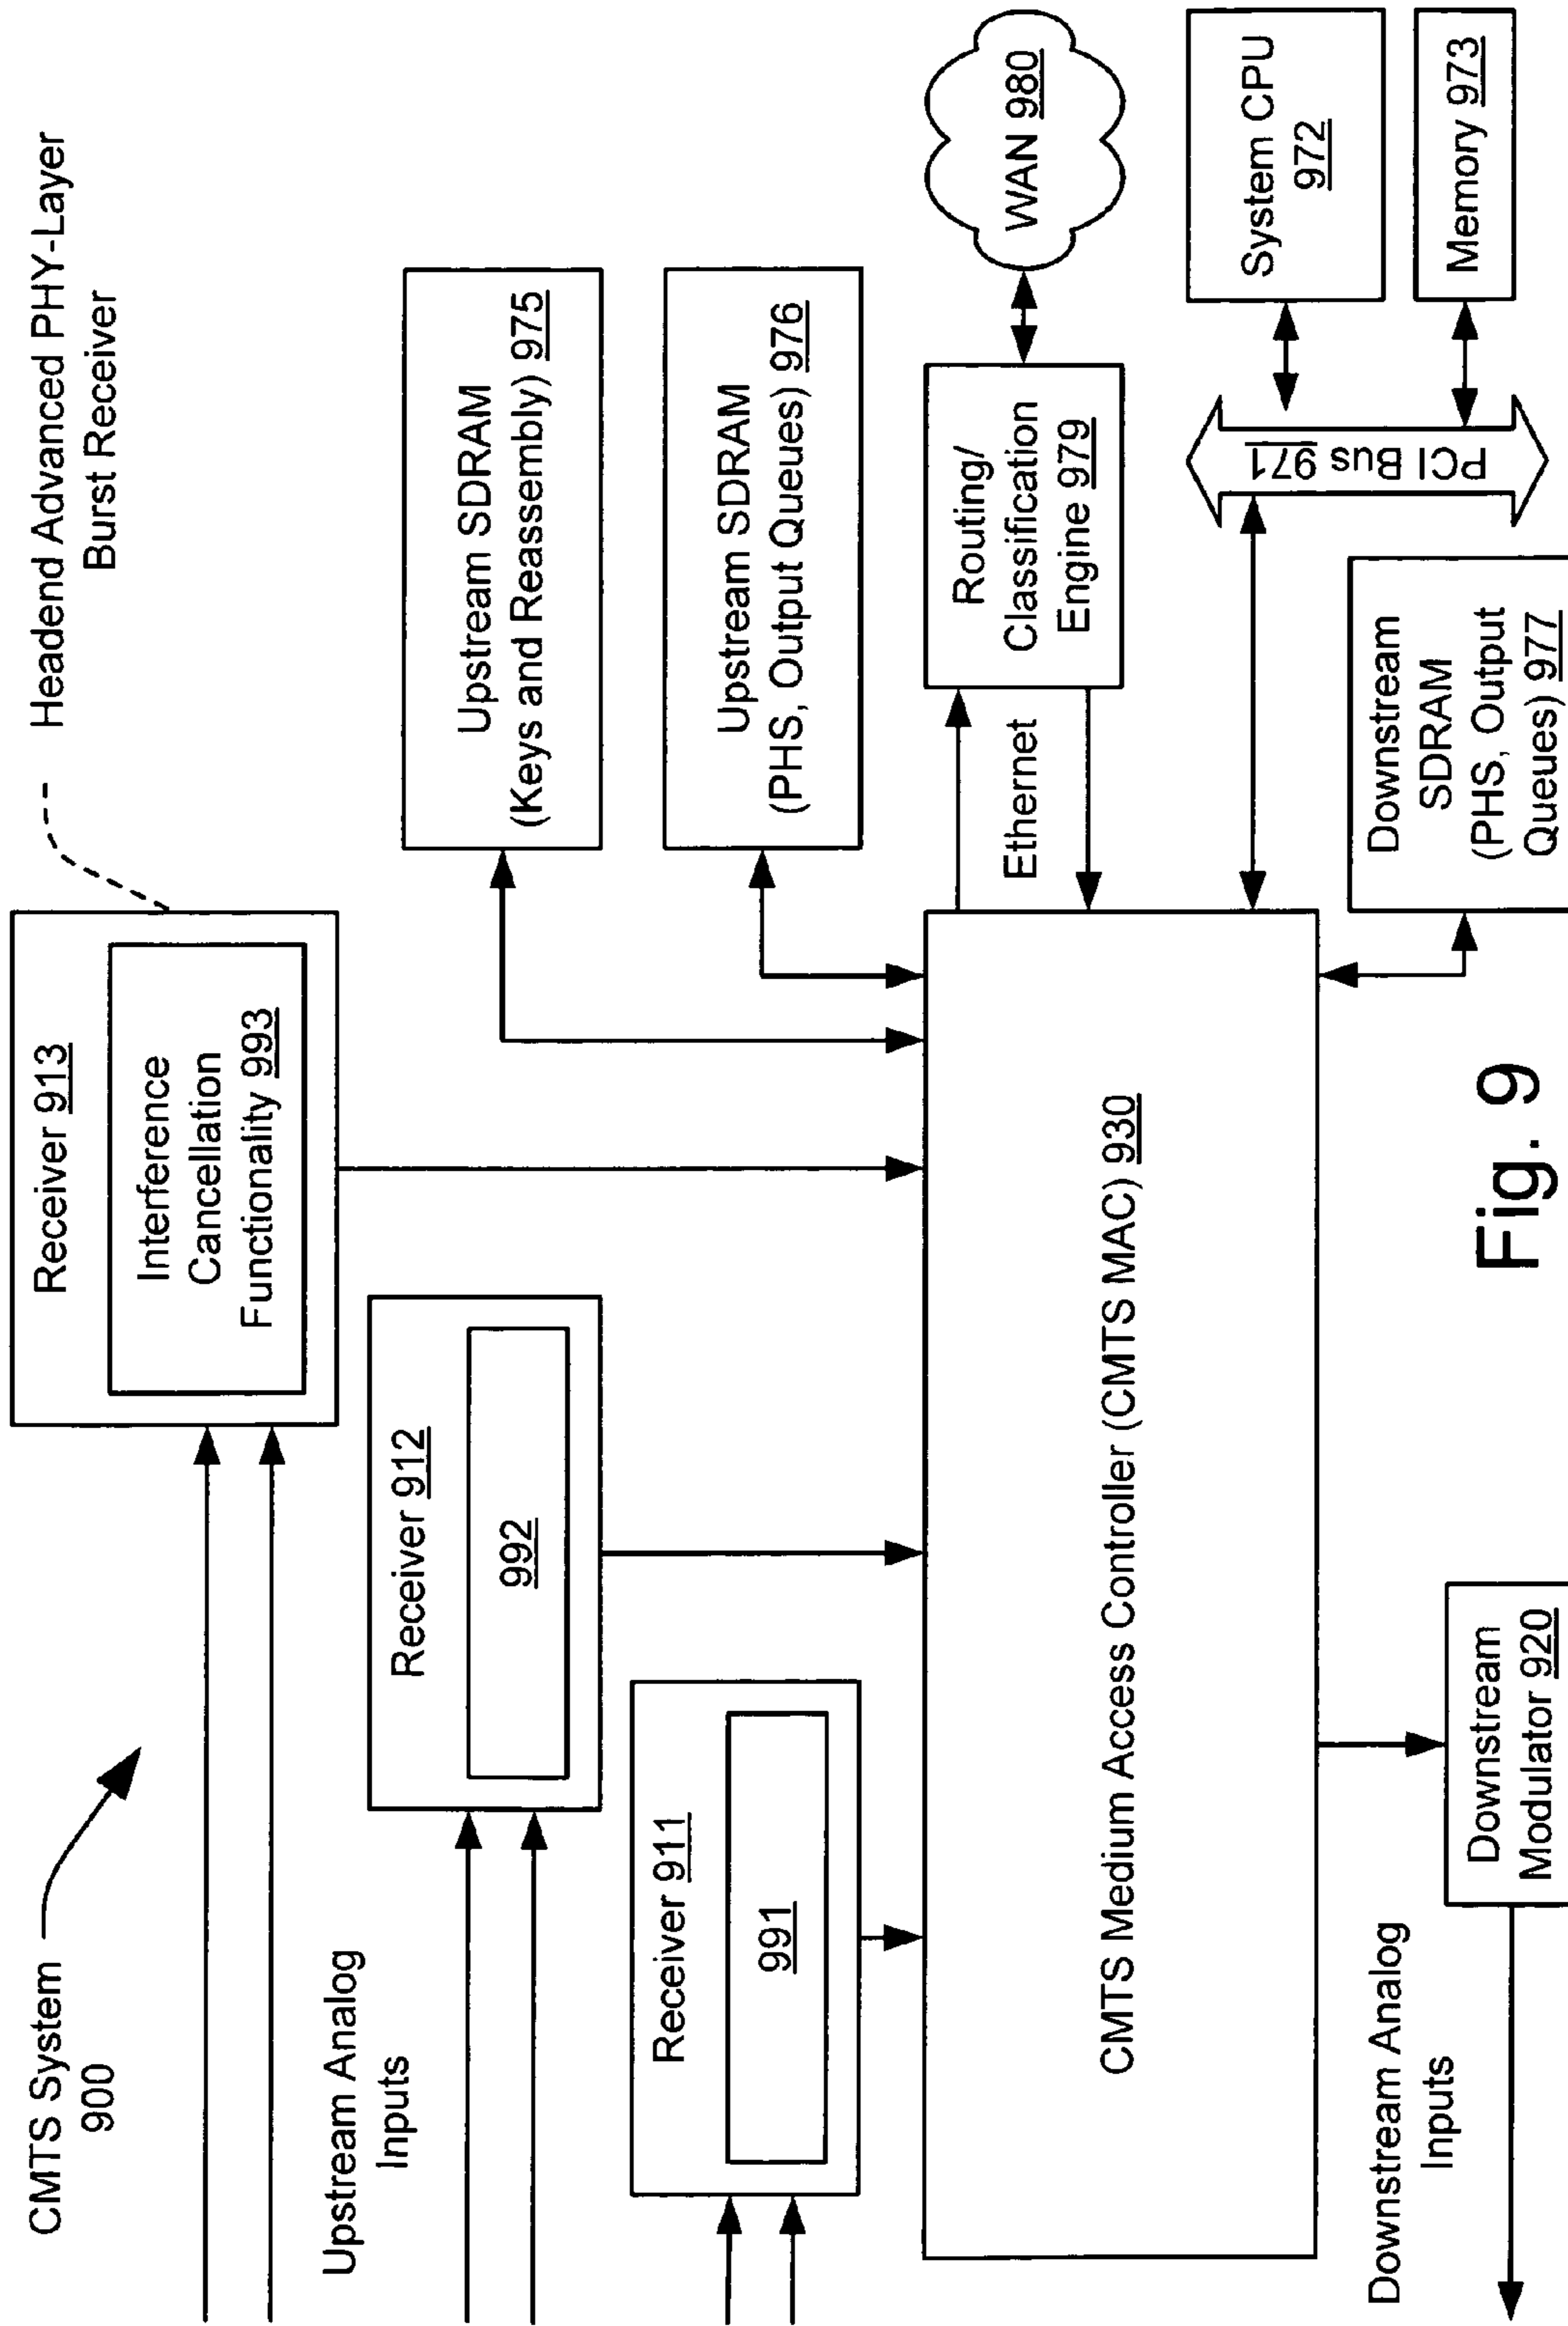 CMTS System
900
Headend Advanced PHY-Layer
Burst Receiver
Receiver 913
Interference
Cancellation
Functionality 993
Upstream Analog
Inputs
Receiver 912
992
Receiver 911
991
Upstream SDRAM
(Keys and Reassembly) 975
Upstream SDRAM
(PHS, Output Queues) 976
CMTS Medium Access Controller (CMTS MAC) 930
Ethernet
Routing/
Classification
Engine 979
WAN 980
PCI Bus 971
System CPU
972
Memory 973
Downstream
SDRAM
(PHS, Output
Queues) 977
Downstream Analog
Inputs
Downstream
Modulator 920
Fig. 9